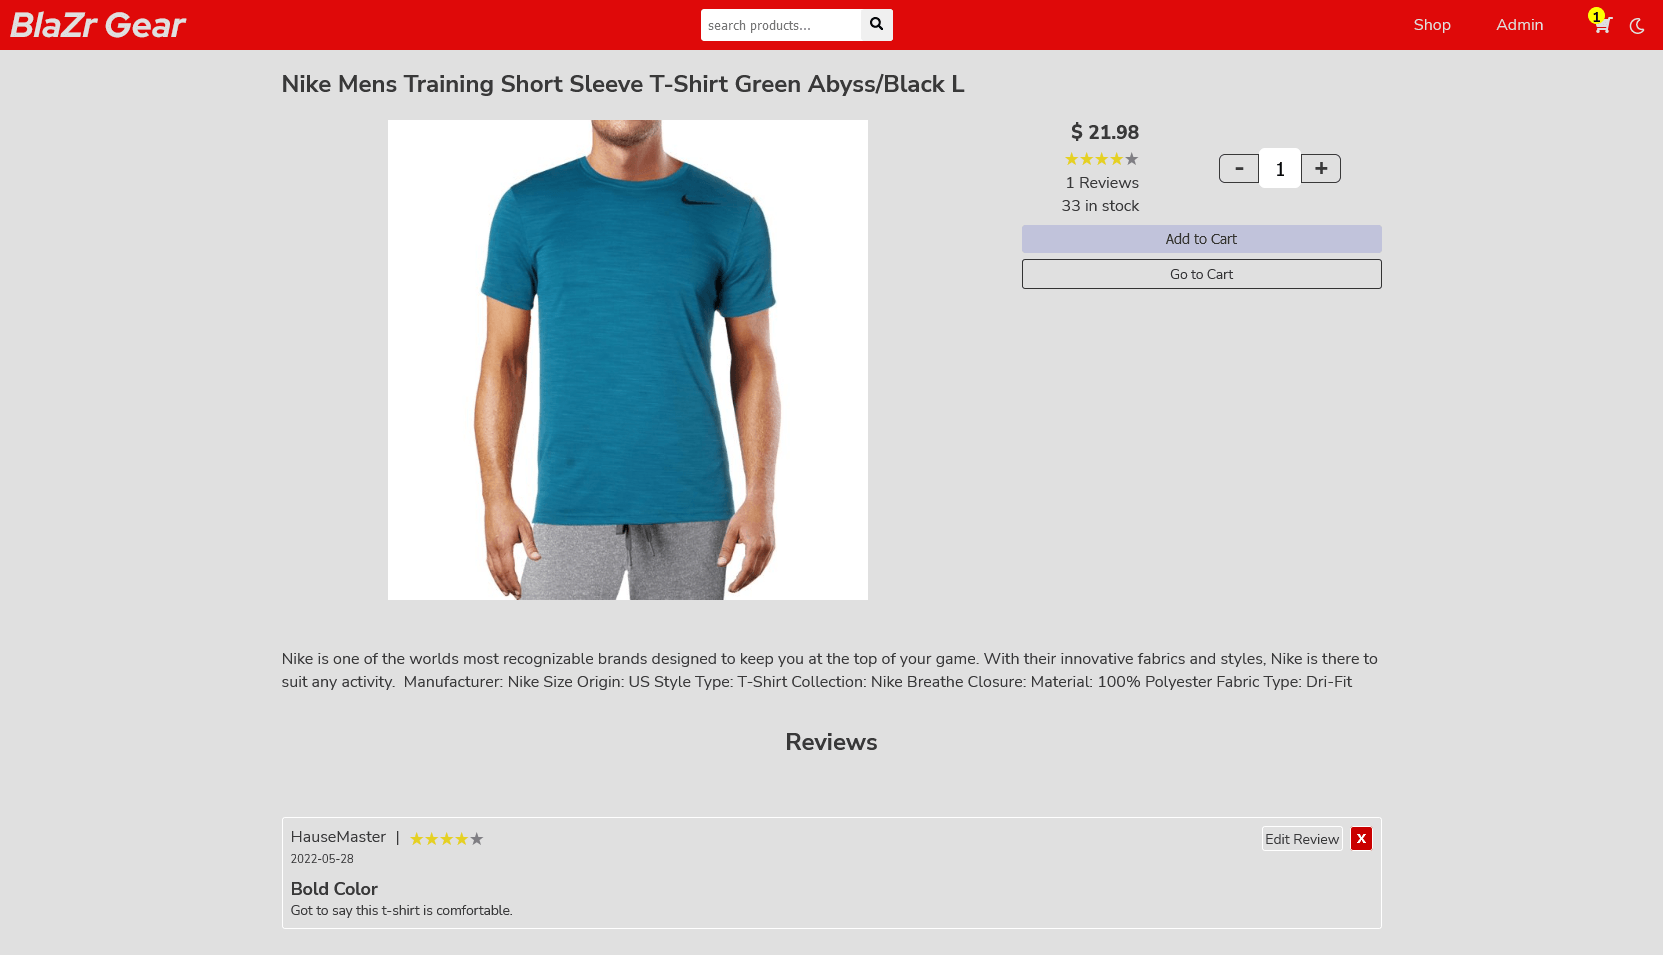 BlaZr Gear
search products...
Shop
Admin
1
Nike Mens Training Short Sleeve T-Shirt Green Abyss/Black L
$ 21.98
1 Reviews
33 in stock
- 1 +
Add to Cart
Go to Cart
Nike is one of the worlds most recognizable brands designed to keep you at the top of your game. With their innovative fabrics and styles, Nike is there to
suit any activity.  Manufacturer: Nike Size Origin: US Style Type: T-Shirt Collection: Nike Breathe Closure: Material: 100% Polyester Fabric Type: Dri-Fit
Reviews
HauseMaster |
Edit Review
X
2022-05-28
Bold Color
Got to say this t-shirt is comfortable.